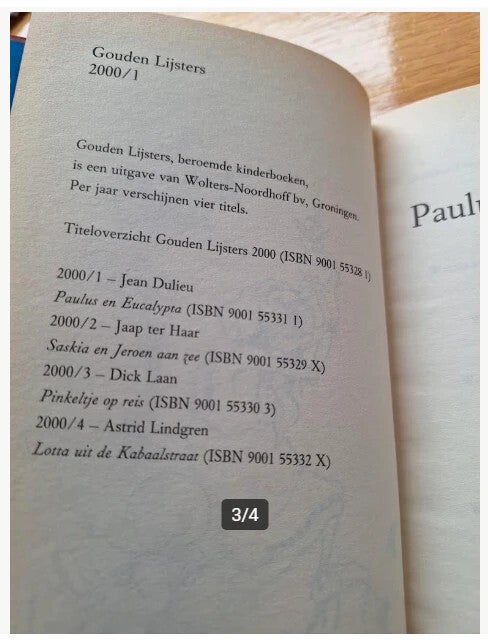 Gouden Lijsters
2000/1
Gouden Lijsters, beroemde kinderboeken,
is een uitgave van Wolters-Noordhoff bv, Groningen.
Per jaar verschijnen vier titels.
Titeloverzicht Gouden Lijsters 2000 (ISBN 9001 55328 1)
2000/1 – Jean Dulieu
Paulus en Eucalypta (ISBN 9001 55331 1)
2000/2 – Jaap ter Haar
Saskia en Jeroen aan zee (ISBN 9001 55329 X)
2000/3 – Dick Laan
Pinkeltje op reis (ISBN 9001 55330 3)
2000/4 – Astrid Lindgren
Lotta uit de Kabaalstraat (ISBN 9001 55332 X)
3/4